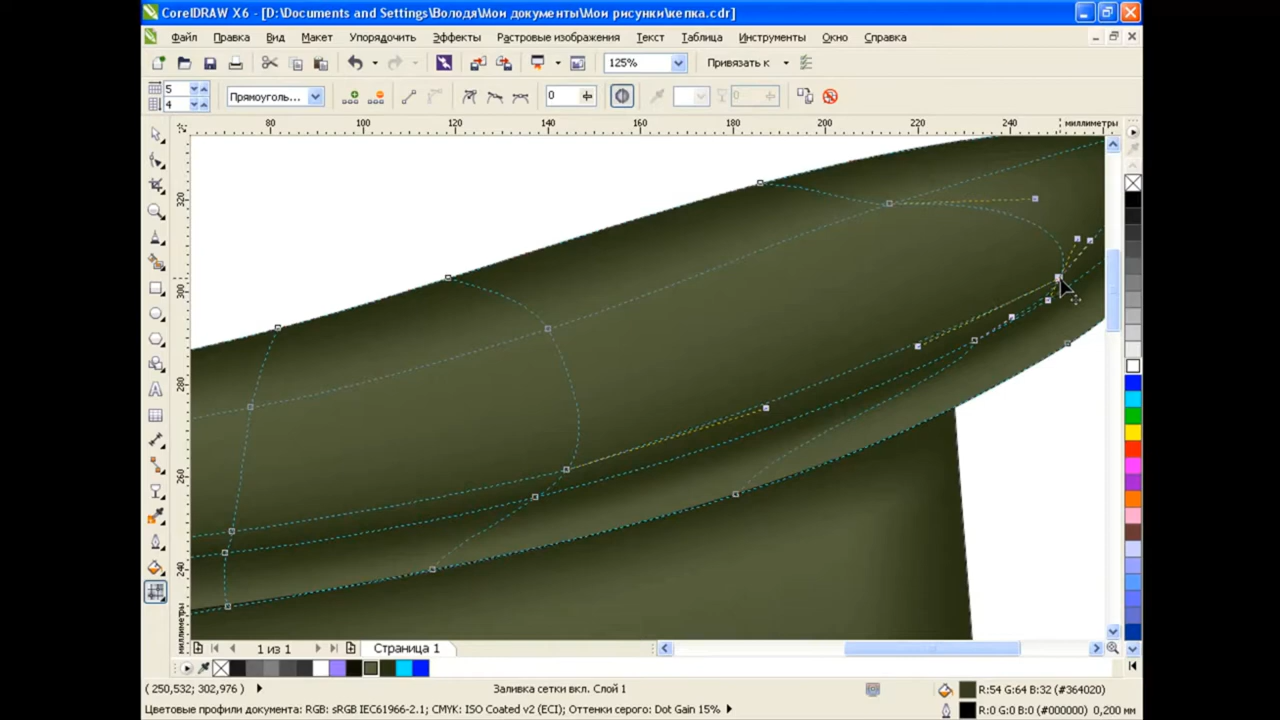 CorelDRAW X6 - [D:\Documents and Settings\Володя\Мои документы\Мои рисунки\кепка.cdr]
Файл Правка Вид Макет Упорядочить Эффекты Растровые изображения Текст Таблица Инструменты Окно Справка
125% Привязать к
5
4
Прямоуголь... 0 0
80 100 120 140 160 180 200 220 240 миллиметры
320
300
280
260
240
миллиметры
1 из 1 Страница 1
( 250,532; 302,976 ) Заливка сетки вкл. Слой 1 R:54 G:64 B:32 (#364020)
Цветовые профили документа: RGB: sRGB IEC61966-2.1; CMYK: ISO Coated v2 (ECI); Оттенки серого: Dot Gain 15% R:0 G:0 B:0 (#000000) 0,200 мм